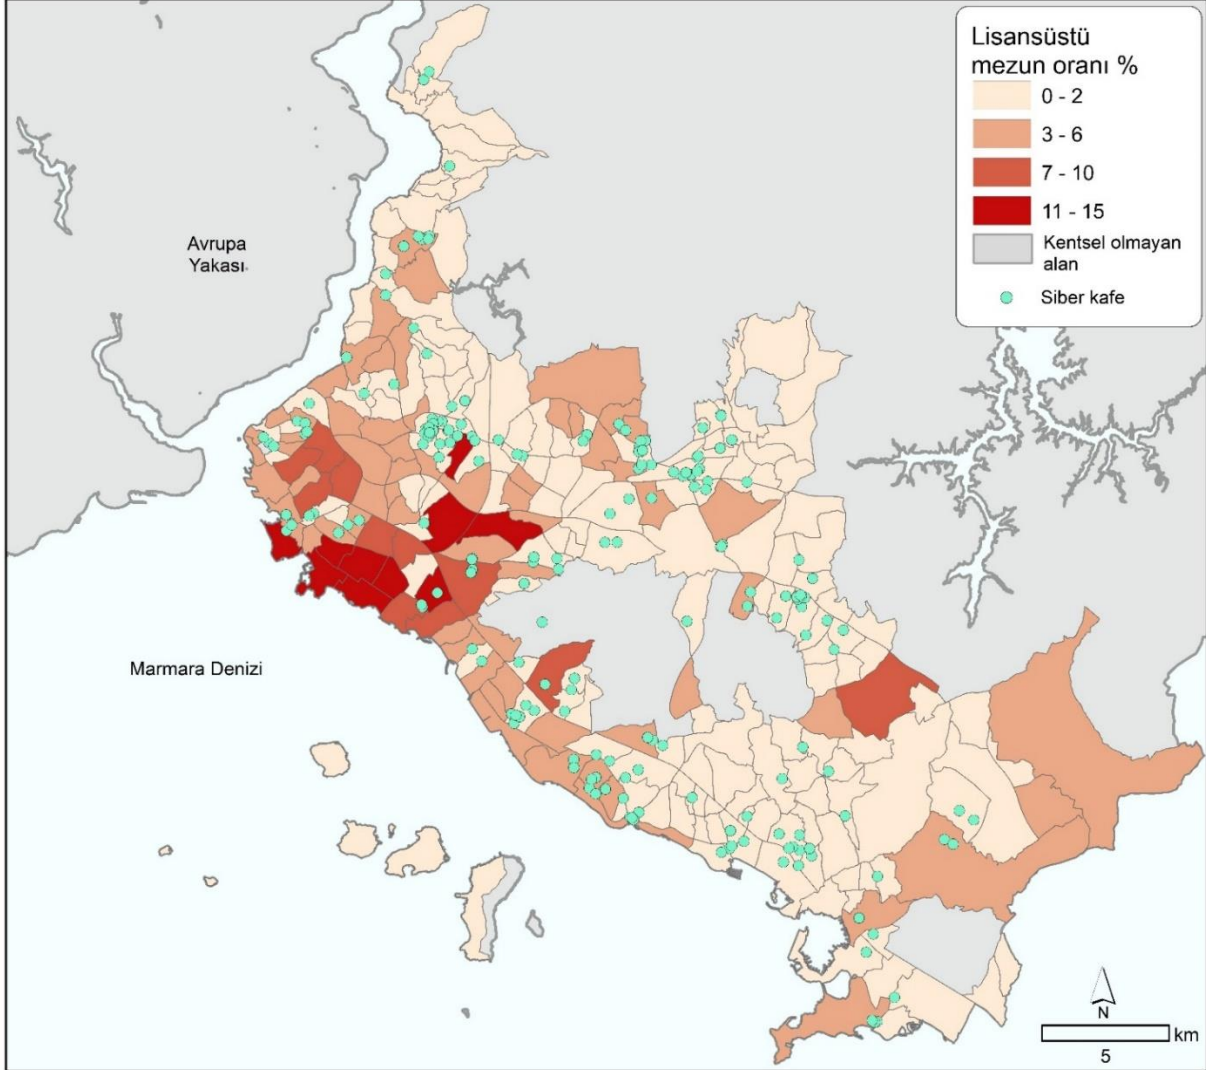 Lisansüstü
mezun oranı %
0 - 2
3 - 6
7 - 10
11 - 15
Kentsel olmayan
alan
Siber kafe
Avrupa
Yakası
Marmara Denizi
N
km
5